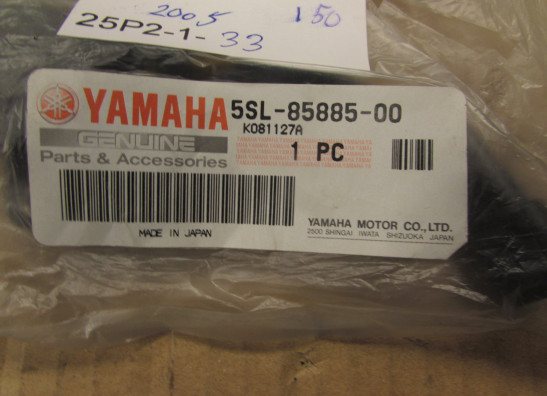 2005 150
25P2-1-33
YAMAHA 5SL-85885-00
K081127A
GENUINE
Parts & Accessories 1 PC
MADE IN JAPAN
YAMAHA MOTOR CO.,LTD.
2500 SHINGAI IWATA SHIZUOKA JAPAN